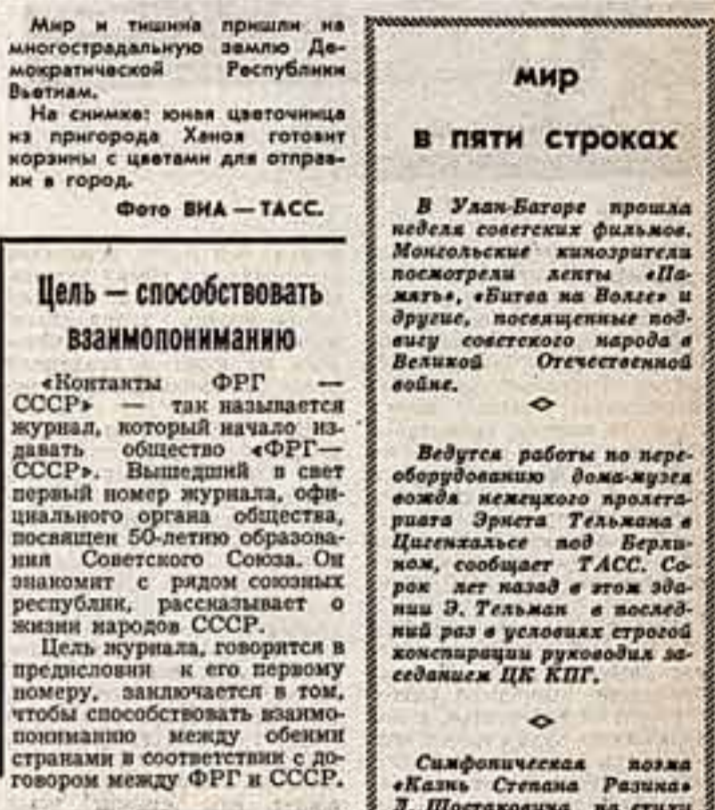 Мир и тишина пришли на
многострадальную землю Де-
мократической Республики
Вьетнам.
На снимке: юная цветочница
из пригорода Ханоя готовит
корзины с цветами для отправ-
ки в город.
Фото ВИА — ТАСС.
Цель — способствовать
взаимопониманию
«Контакты ФРГ —
СССР» — так называется
журнал, который начало из-
давать общество «ФРГ—
СССР». Вышедший в свет
первый номер журнала, офи-
циального органа общества,
посвящен 50-летию образова-
ния Советского Союза. Он
знакомит с рядом союзных
республик, рассказывает о
жизни народов СССР.
Цель журнала, говорится в
предисловии к его первому
номеру, заключается в том,
чтобы способствовать взаимо-
пониманию между обеими
странами в соответствии с до-
говором между ФРГ и СССР.
мир
в пяти строках
В Улан-Баторе прошла
неделя советских фильмов.
Монгольские кинозрители
посмотрели ленты «Па-
мять», «Битва на Волге» и
другие, посвященные под-
вигу советского народа в
Великой Отечественной
войне.
Ведутся работы по пере-
оборудованию дома-музея
вождя немецкого пролета-
риата Эрнста Тельмана в
Цигенхальсе под Берли-
ном, сообщает ТАСС. Со-
рок лет назад в этом зда-
нии Э. Тельман в послед-
ний раз в условиях строгой
конспирации руководил за-
седанием ЦК КПГ.
Симфоническая поэма
«Казнь Степана Разина»
Д. Шостаковича на стихи